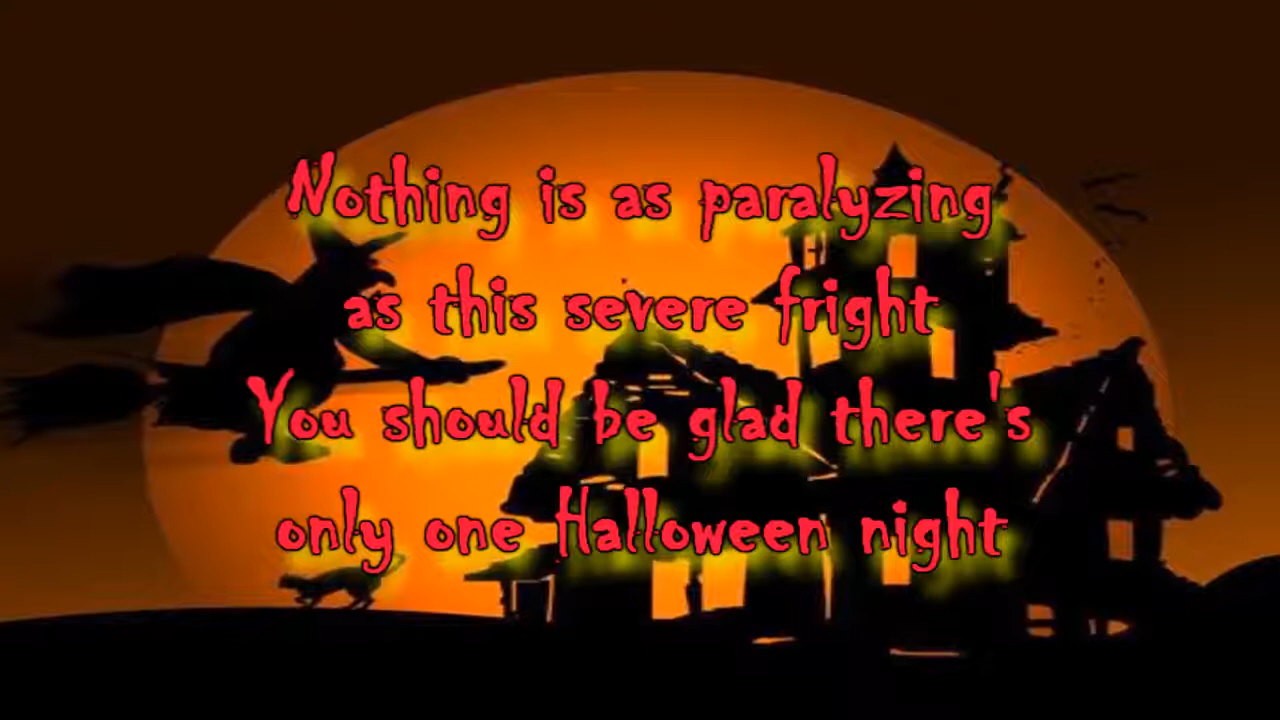 Nothing is as paralyzing
as this severe fright
You should be glad there's
only one Halloween night